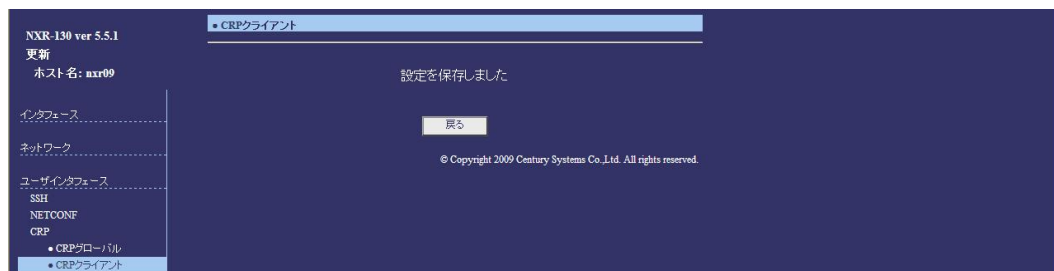 NXR-130 ver 5.5.1
更新
ホスト名: nxr09
インタフェース
ネットワーク
ユーザインタフェース
SSH
NETCONF
CRP
● CRPグローバル
● CRPクライアント
● CRPクライアント
設定を保存しました
戻る
© Copyright 2009 Century Systems Co.,Ltd. All rights reserved.